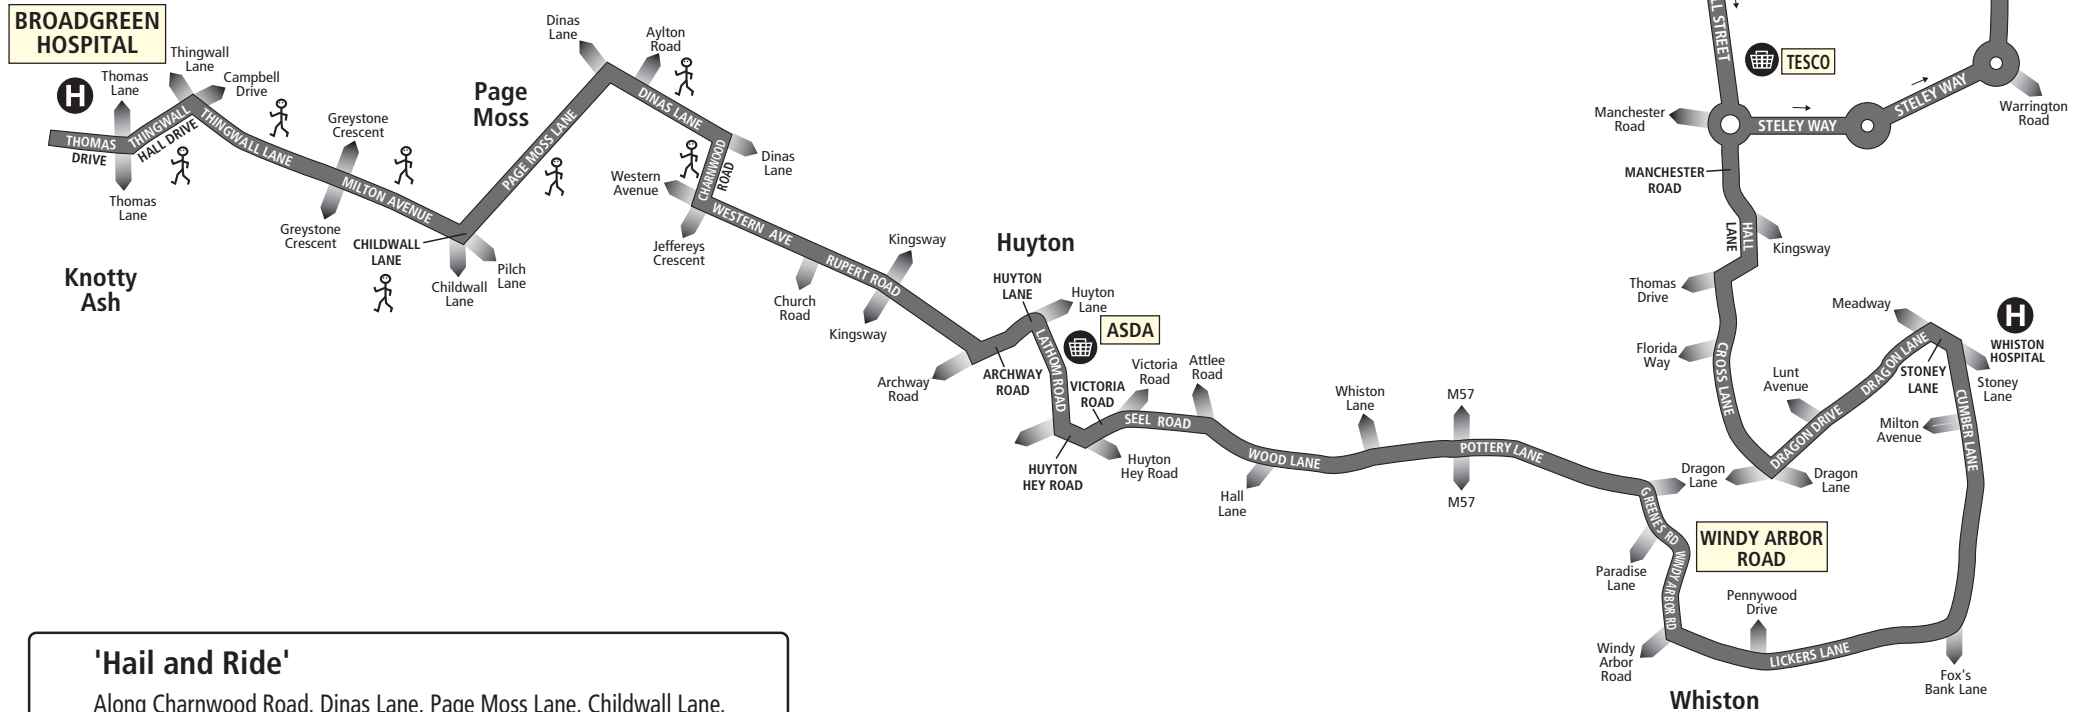 BROADGREEN
HOSPITAL
H
Thomas
Lane
Thingwall
Lane
Campbell
Drive
THOMAS
DRIVE
THINGWALL
HALL DRIVE
THINGWALL LANE
Thomas
Lane
Knotty
Ash
Greystone
Crescent
Greystone
Crescent
MILTON AVENUE
CHILDWALL
LANE
Childwall
Lane
Pilch
Lane
Page
Moss
PAGE MOSS LANE
Dinas
Lane
Aylton
Road
DINAS LANE
Dinas
Lane
CHARNWOOD
ROAD
Western
Avenue
Jeffereys
Crescent
WESTERN AVE
Church
Road
RUPERT ROAD
Kingsway
Kingsway
Huyton
Archway
Road
ARCHWAY
ROAD
HUYTON
LANE
Huyton
Lane
ASDA
LATHOM ROAD
HUYTON
HEY ROAD
VICTORIA
ROAD
Victoria
Road
Huyton
Hey Road
Attlee
Road
SEEL ROAD
WOOD LANE
Hall
Lane
Whiston
Lane
M57
M57
POTTERY LANE
Dragon
Lane
GREENES RD
Paradise
Lane
WINDY ARBOR
ROAD
WINDY ARBOR RD
Windy
Arbor
Road
Pennywood
Drive
LICKERS LANE
Whiston
Fox's
Bank Lane
CUMBER LANE
Milton
Avenue
Stoney
Lane
H
WHISTON
HOSPITAL
STONEY
LANE
Meadway
DRAGON LANE
Lunt
Avenue
DRAGON DRIVE
Dragon
Lane
CROSS LANE
Florida
Way
Thomas
Drive
HALL
LANE
Kingsway
MANCHESTER
ROAD
Manchester
Road
LL STREET
TESCO
STELEY WAY
STELEY WAY
Warrington
Road
'Hail and Ride'
Along Charnwood Road, Dinas Lane, Page Moss Lane, Childwall Lane,